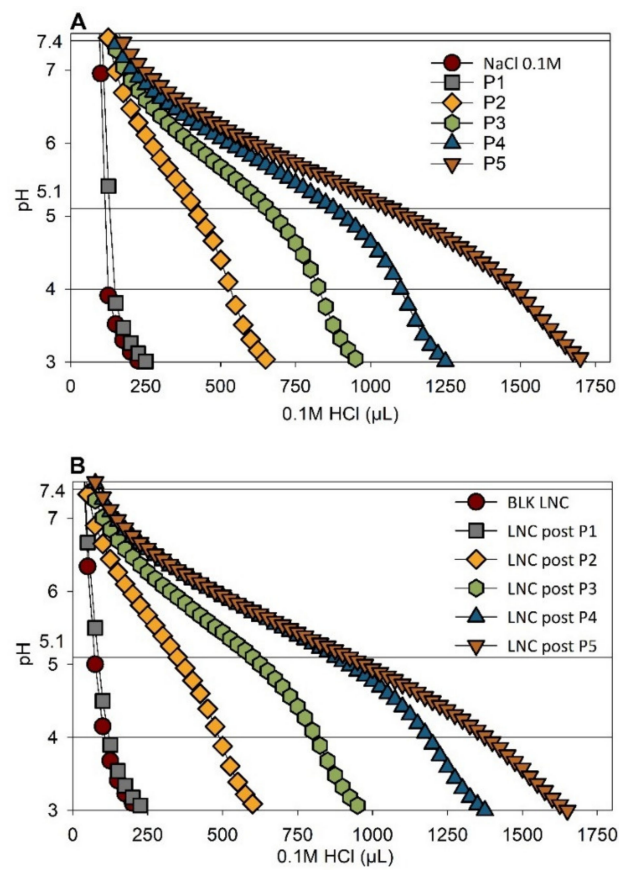 A
7.4
7
6
5.1
5
4
3
pH
NaCl 0.1M
P1
P2
P3
P4
P5
0 250 500 750 1000 1250 1500 1750
0.1M HCl (µL)
B
7.4
7
6
5.1
5
4
3
pH
BLK LNC
LNC post P1
LNC post P2
LNC post P3
LNC post P4
LNC post P5
0 250 500 750 1000 1250 1500 1750
0.1M HCl (µL)